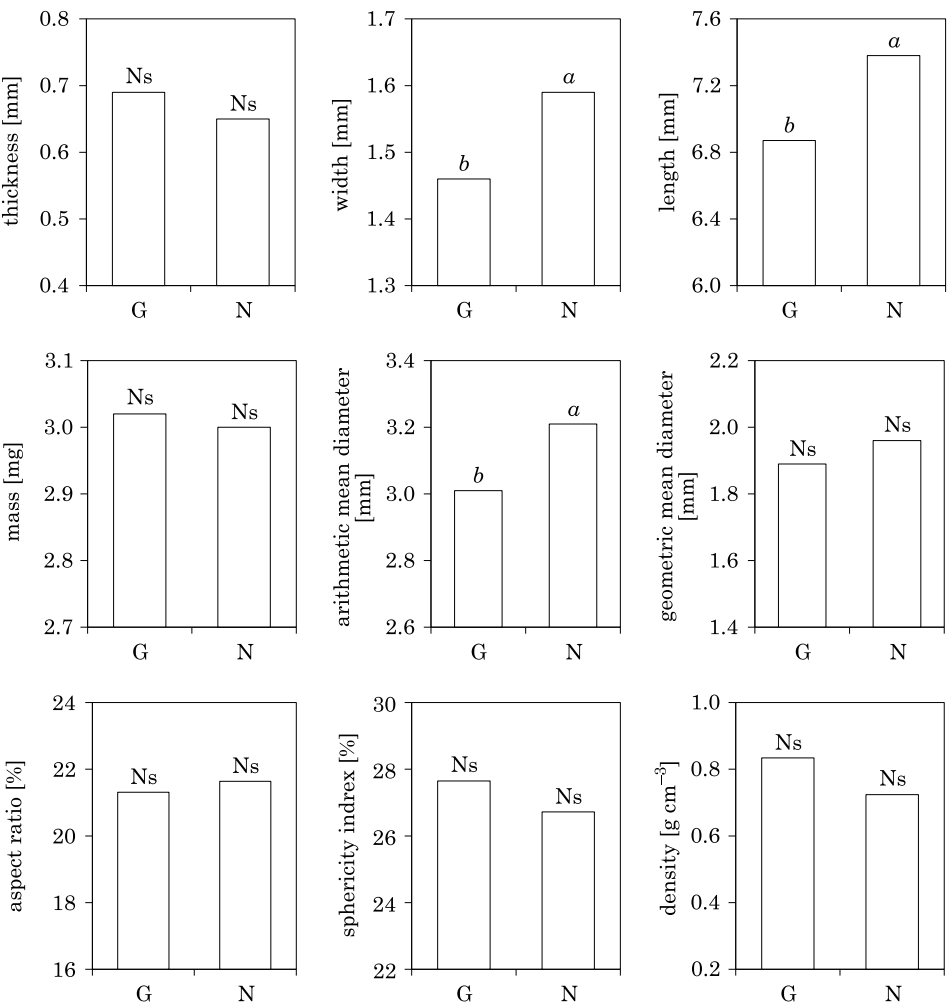 thickness [mm]
0.8
0.7
0.6
0.5
0.4
Ns
Ns
G N
width [mm]
1.7
1.6
1.5
1.4
1.3
b
a
G N
length [mm]
7.6
7.2
6.8
6.4
6.0
b
a
G N
mass [mg]
3.1
3.0
2.9
2.8
2.7
Ns
Ns
G N
arithmetic mean diameter
[mm]
3.4
3.2
3.0
2.8
2.6
b
a
G N
geometric mean diameter
[mm]
2.2
2.0
1.8
1.6
1.4
Ns
Ns
G N
aspect ratio [%]
24
22
20
18
16
Ns
Ns
G N
sphericity indrex [%]
30
28
26
24
22
Ns
Ns
G N
density [g cm⁻³]
1.0
0.8
0.6
0.4
0.2
Ns
Ns
G N